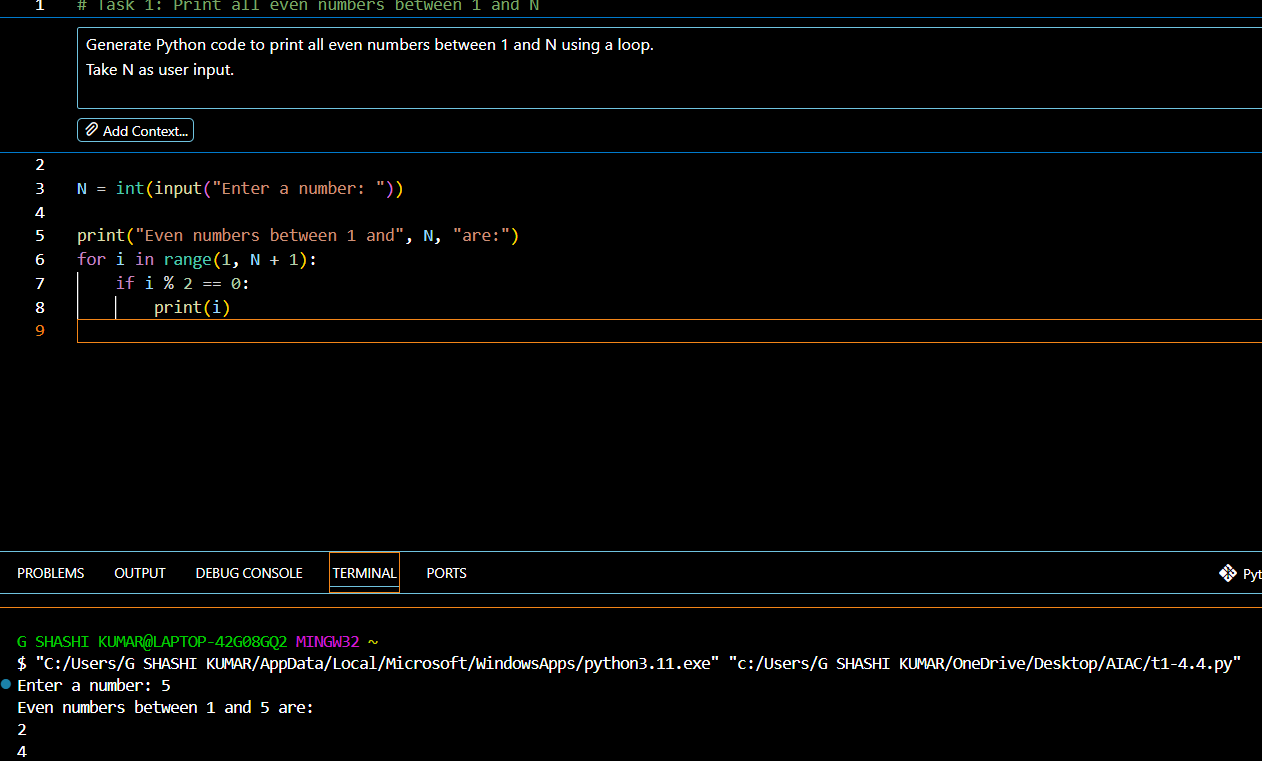 1 # Task 1: Print all even numbers between 1 and N
Generate Python code to print all even numbers between 1 and N using a loop.
Take N as user input.
Add Context...
2
3 N = int(input("Enter a number: "))
4
5 print("Even numbers between 1 and", N, "are:")
6 for i in range(1, N + 1):
7     if i % 2 == 0:
8         print(i)
9
PROBLEMS OUTPUT DEBUG CONSOLE TERMINAL PORTS Pyt
G SHASHI KUMAR@LAPTOP-42G08GQ2 MINGW32 ~
$ "C:/Users/G SHASHI KUMAR/AppData/Local/Microsoft/WindowsApps/python3.11.exe" "c:/Users/G SHASHI KUMAR/OneDrive/Desktop/AIAC/t1-4.4.py"
Enter a number: 5
Even numbers between 1 and 5 are:
2
4